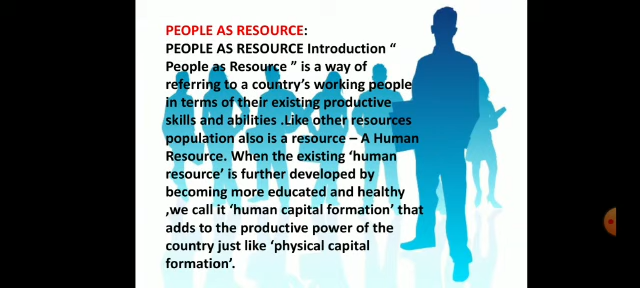 PEOPLE AS RESOURCE:
PEOPLE AS RESOURCE Introduction “
People as Resource ” is a way of
referring to a country’s working people
in terms of their existing productive
skills and abilities .Like other resources
population also is a resource – A Human
Resource. When the existing ‘human
resource’ is further developed by
becoming more educated and healthy
,we call it ‘human capital formation’ that
adds to the productive power of the
country just like ‘physical capital
formation’.